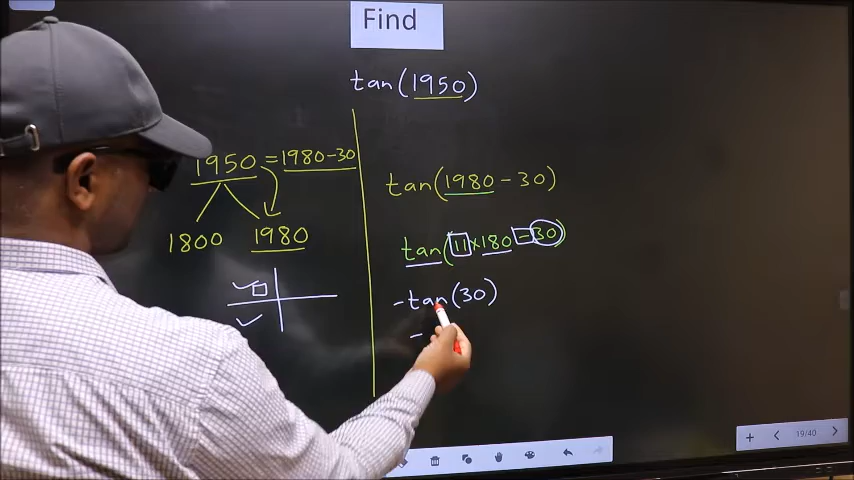 Find
tan(1950)
1950 = 1980-30
1800 1980
tan(1980-30)
tan(11×180-30)
-tan(30)
-
19/40